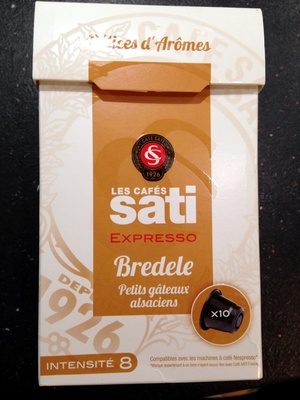 d'Arômes
CAFÉ SATI
1926
LES CAFÉS
sati
EXPRESSO
Bredele
Petits gâteaux
alsaciens
x10
DEPUIS
1926
INTENSITÉ 8
Compatibles avec les machines à café Nespresso*